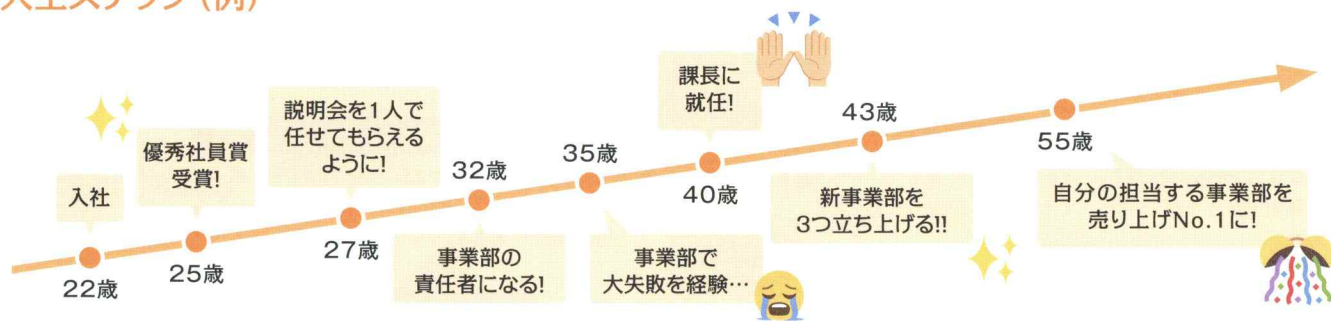 人生ステップ(例)
入社
22歳
優秀社員賞
受賞!
25歳
説明会を1人で
任せてもらえる
ように!
27歳
32歳
事業部の
責任者になる!
35歳
事業部で
大失敗を経験…
課長に
就任!
40歳
43歳
新事業部を
3つ立ち上げる!!
55歳
自分の担当する事業部を
売り上げNo.1に!